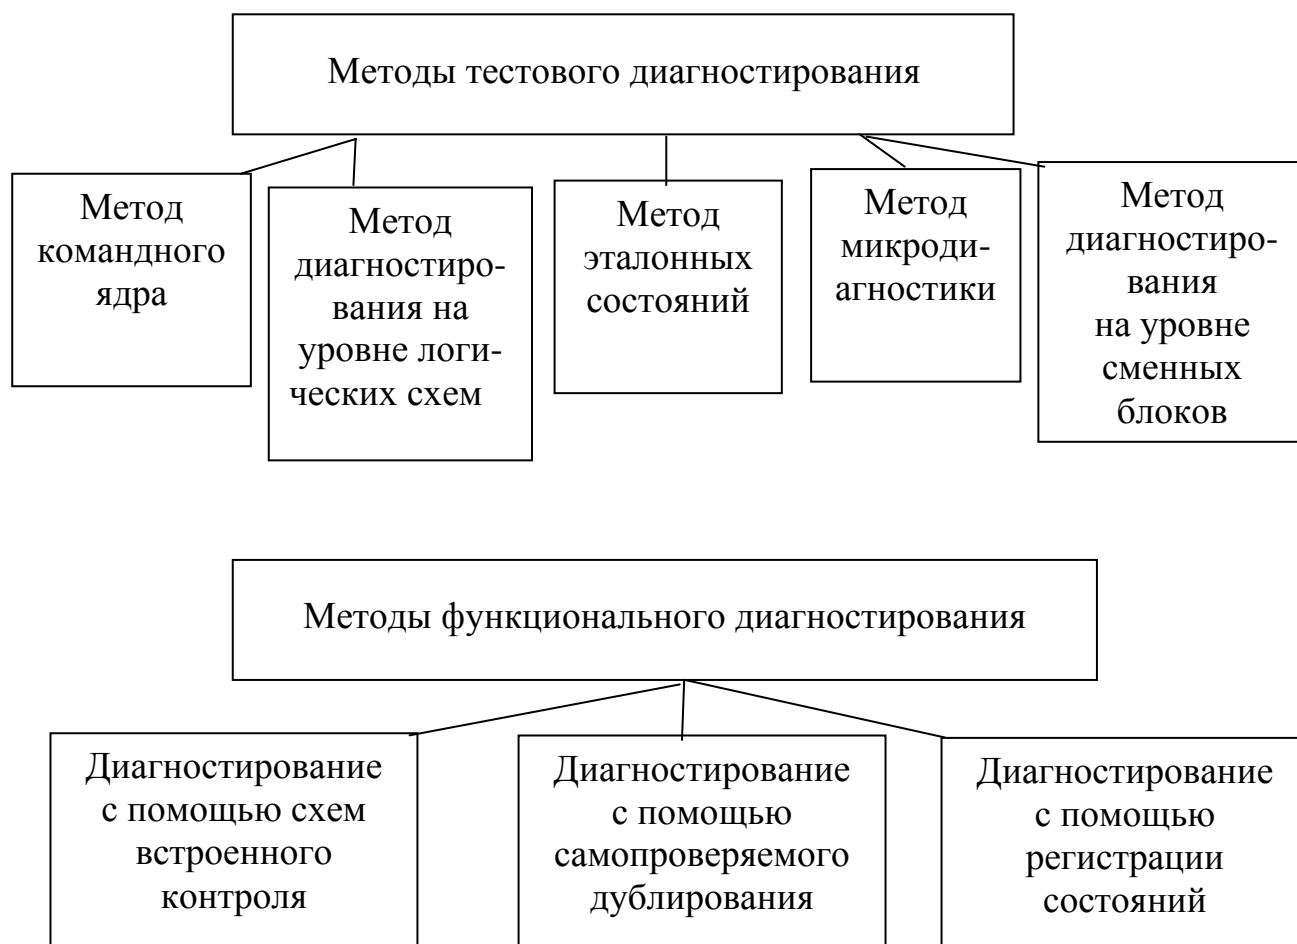 Методы тестового диагностирования
Метод
командного
ядра
Метод
диагностиро-
вания на
уровне логи-
ческих схем
Метод
эталонных
состояний
Метод
микроди-
агностики
Метод
диагностиро-
вания
на уровне
сменных
блоков
Методы функционального диагностирования
Диагностирование
с помощью схем
встроенного
контроля
Диагностирование
с помощью
самопроверяемого
дублирования
Диагностирование
с помощью
регистрации
состояний